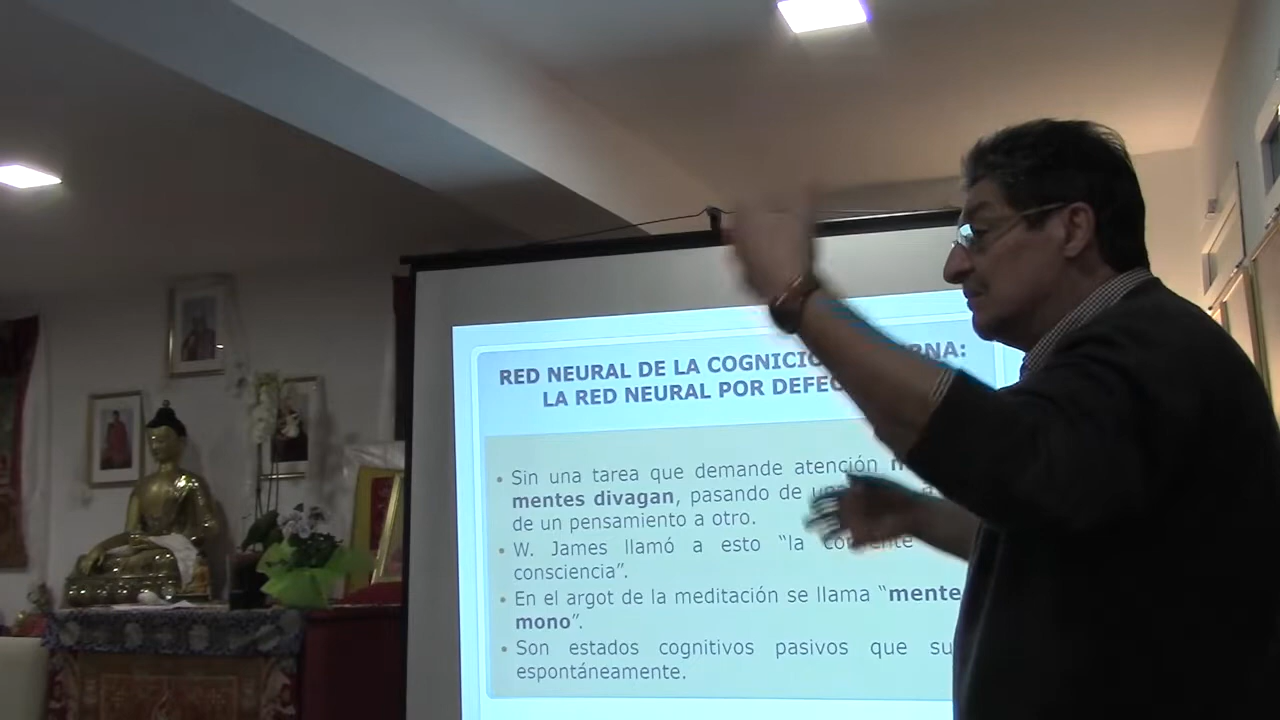 RED NEURAL DE LA COGNICIÓ RNA:
LA RED NEURAL POR DEFEC
• Sin una tarea que demande atención
mentes divagan, pasando de
de un pensamiento a otro.
• W. James llamó a esto “la
consciencia”.
• En el argot de la meditación se llama “mente
mono”.
• Son estados cognitivos pasivos que su
espontáneamente.